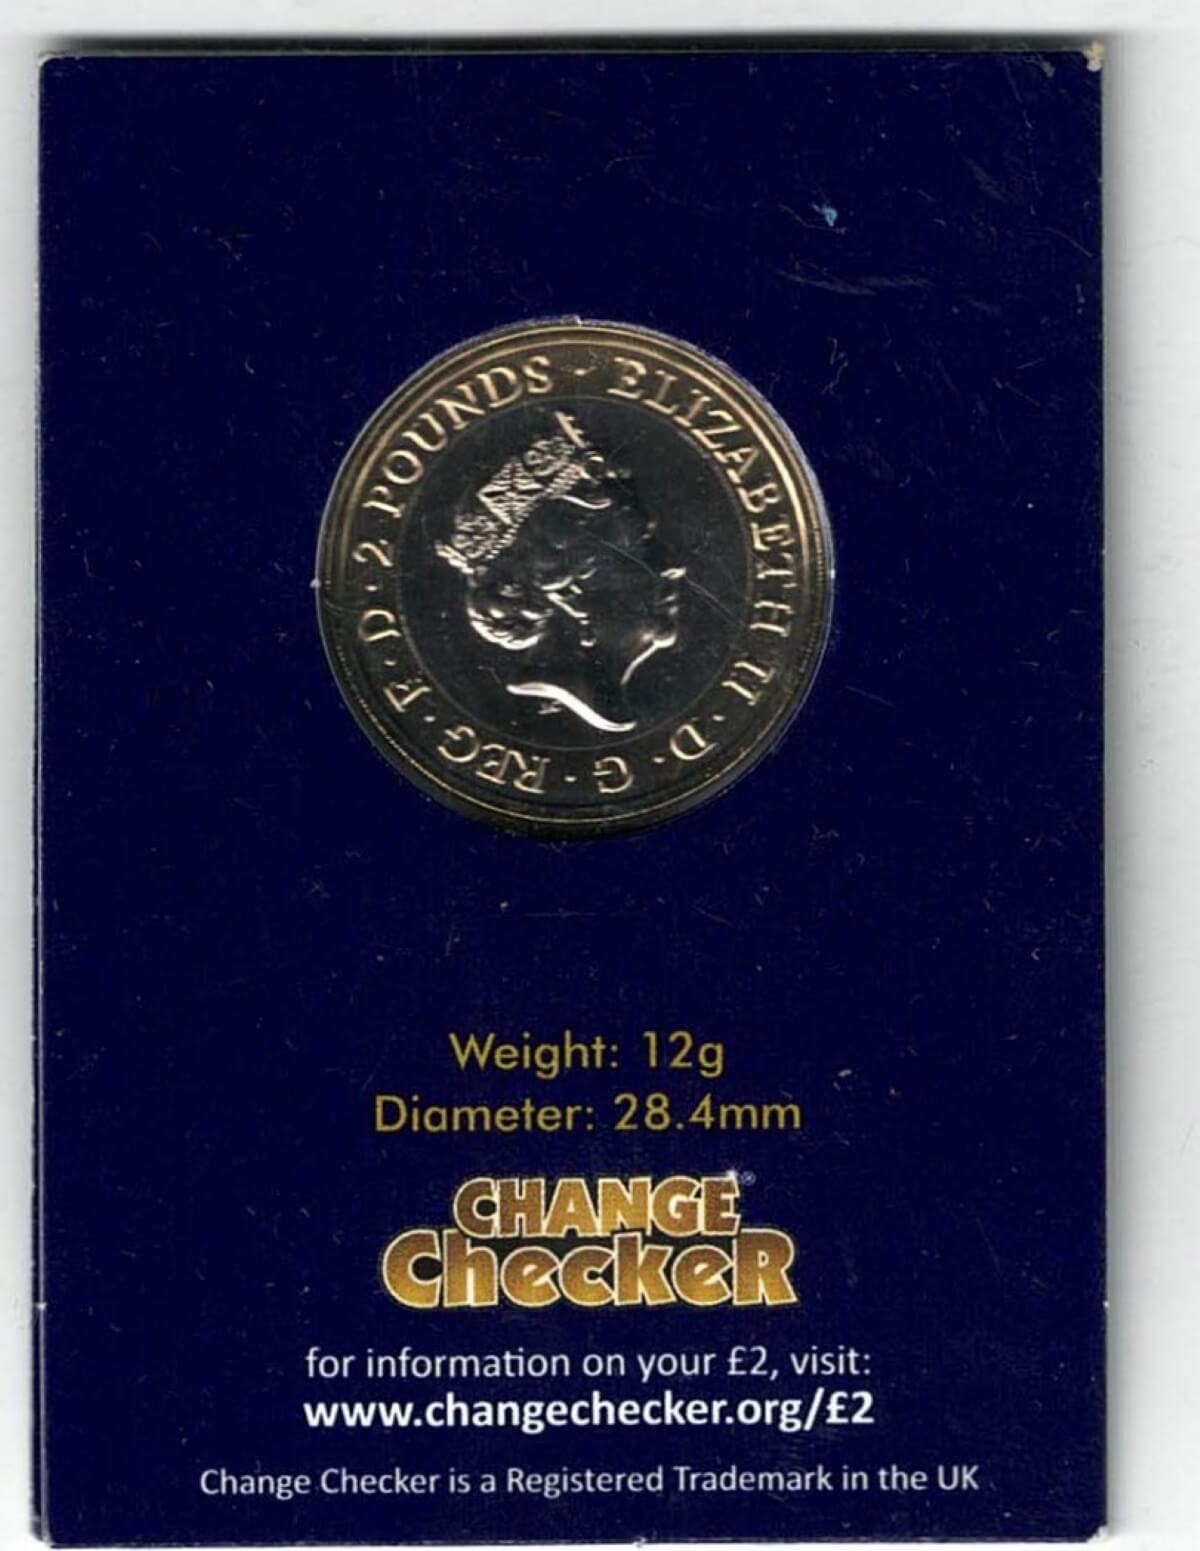 ELIZABETH II · D · G · REG · F · D · 2 POUNDS ·
Weight: 12g
Diameter: 28.4mm
CHANGE®
CheckeR
for information on your £2, visit:
www.changechecker.org/£2
Change Checker is a Registered Trademark in the UK